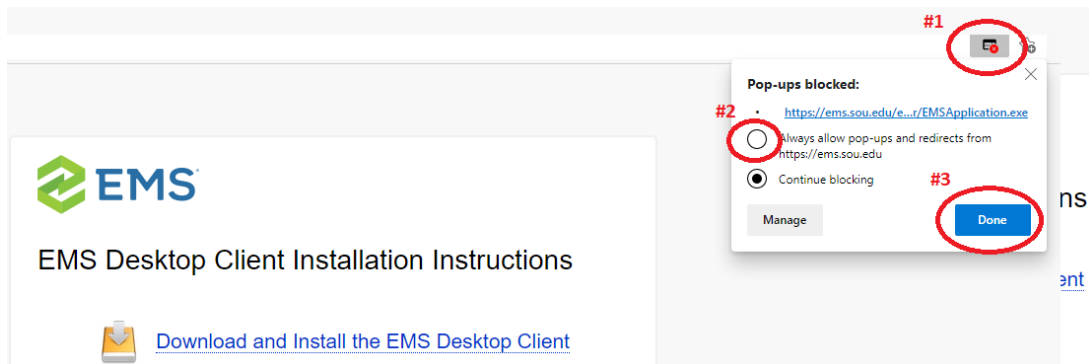 #1
Pop-ups blocked:
#2
https://ems.sou.edu/e...r/EMSApplication.exe
Always allow pop-ups and redirects from
https://ems.sou.edu
Continue blocking
#3
Manage
Done
EMS
EMS Desktop Client Installation Instructions
Download and Install the EMS Desktop Client
ns
ent